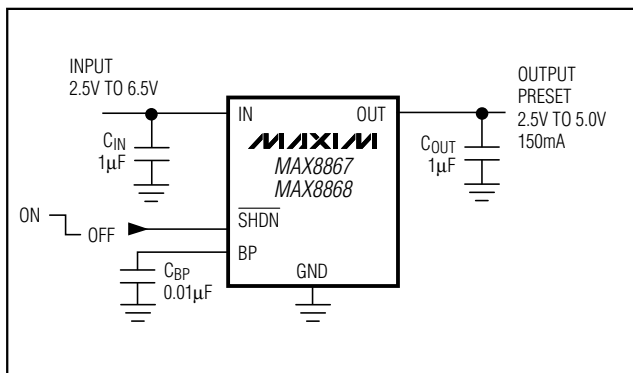 INPUT
2.5V TO 6.5V
OUTPUT
PRESET
2.5V TO 5.0V
150mA
IN
OUT
CIN
1µF
MAXIM
MAX8867
MAX8868
COUT
1µF
ON
OFF
SHDN
BP
CBP
0.01µF
GND